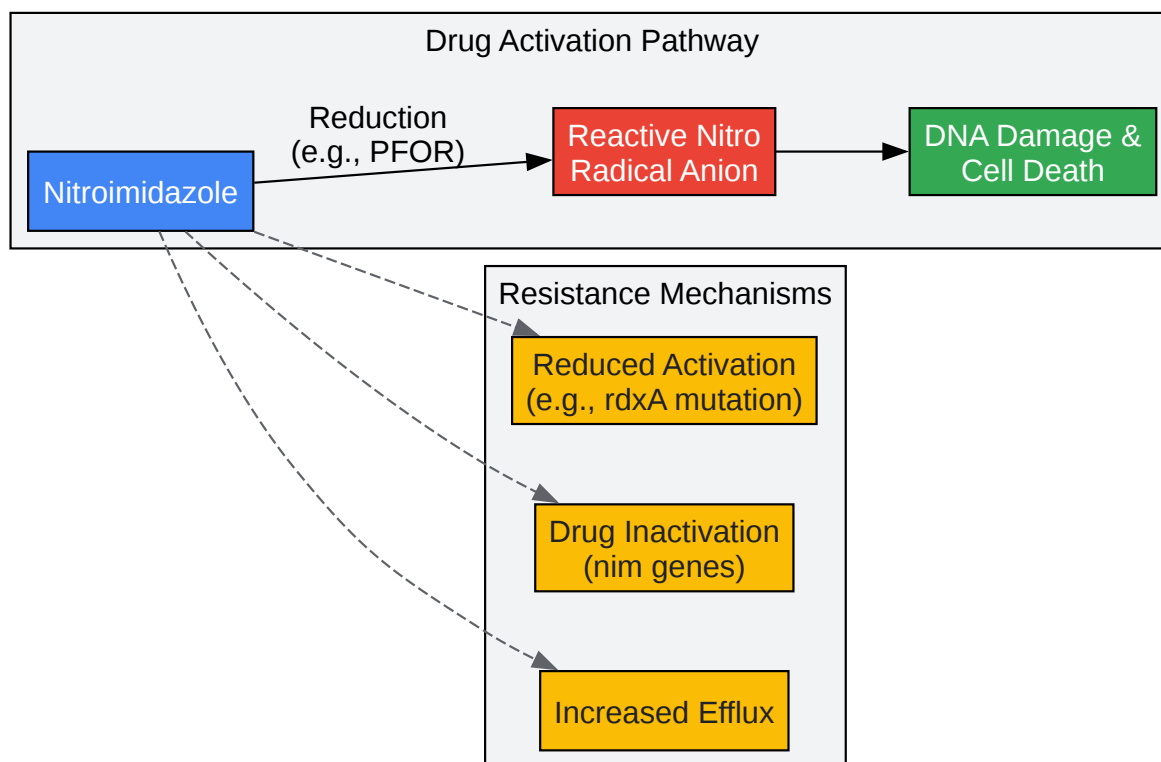 Drug Activation Pathway
Reduction
(e.g., PFOR)
Nitroimidazole
Reactive Nitro
Radical Anion
DNA Damage &
Cell Death
Resistance Mechanisms
Reduced Activation
(e.g., rdxA mutation)
Drug Inactivation
(nim genes)
Increased Efflux